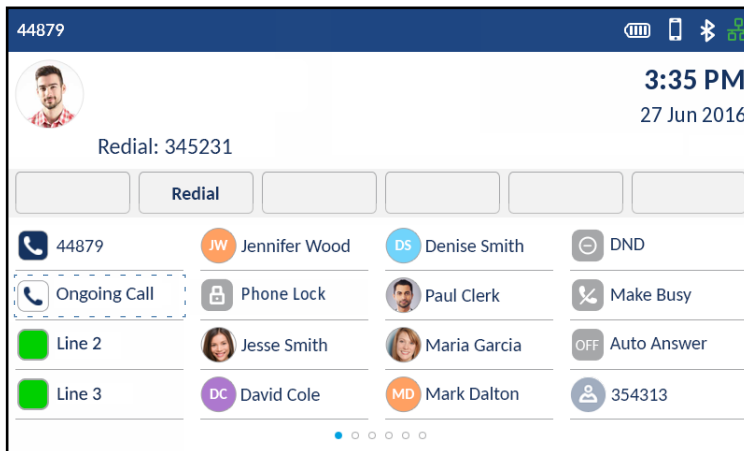 44879
3:35 PM
27 Jun 2016
Redial: 345231
Redial
44879
JW Jennifer Wood
DS Denise Smith
DND
Ongoing Call
Phone Lock
Paul Clerk
Make Busy
Line 2
Jesse Smith
Maria Garcia
OFF Auto Answer
Line 3
DC David Cole
MD Mark Dalton
354313